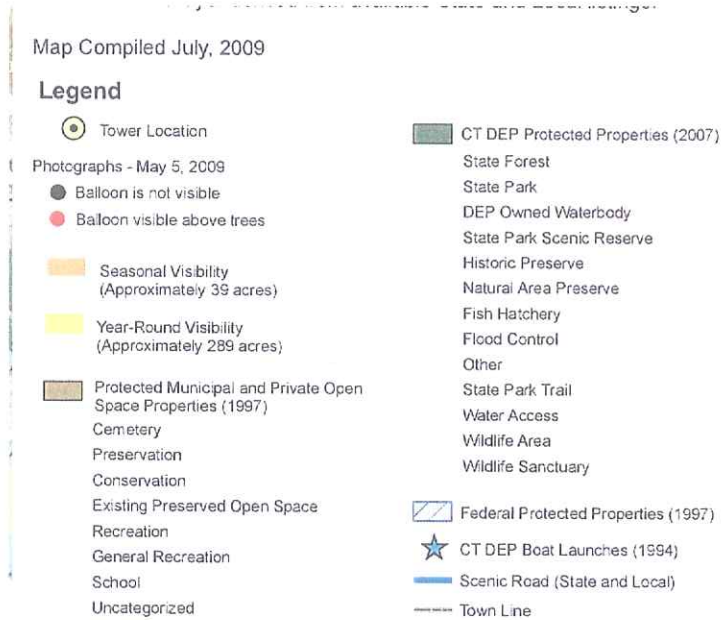 Map Compiled July, 2009
Legend
Tower Location
Photographs - May 5, 2009
Balloon is not visible
Balloon visible above trees
Seasonal Visibility
(Approximately 39 acres)
Year-Round Visibility
(Approximately 289 acres)
Protected Municipal and Private Open
Space Properties (1997)
Cemetery
Preservation
Conservation
Existing Preserved Open Space
Recreation
General Recreation
School
Uncategorized
CT DEP Protected Properties (2007)
State Forest
State Park
DEP Owned Waterbody
State Park Scenic Reserve
Historic Preserve
Natural Area Preserve
Fish Hatchery
Flood Control
Other
State Park Trail
Water Access
Wildlife Area
Wildlife Sanctuary
Federal Protected Properties (1997)
CT DEP Boat Launches (1994)
Scenic Road (State and Local)
Town Line